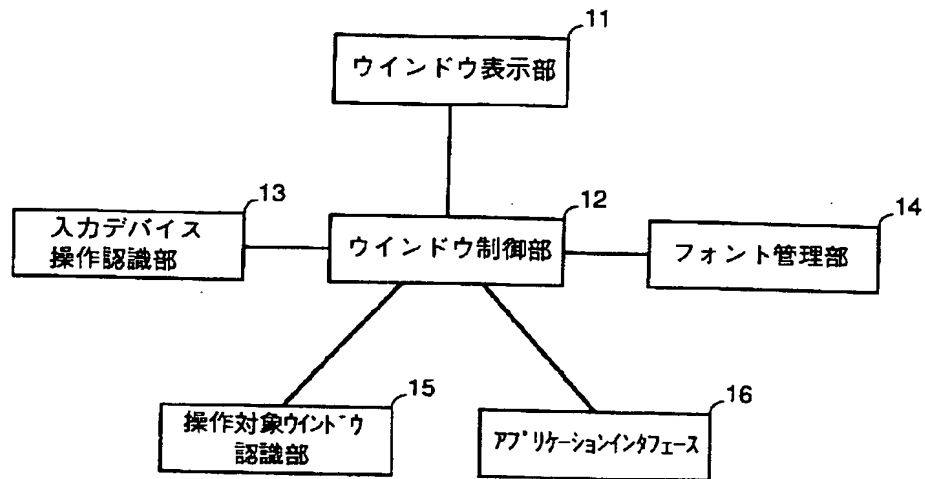 11
ウインドウ表示部
13
入力デバイス
操作認識部
12
ウインドウ制御部
14
フォント管理部
15
操作対象ウインドウ
認識部
16
アプリケーションインタフェース